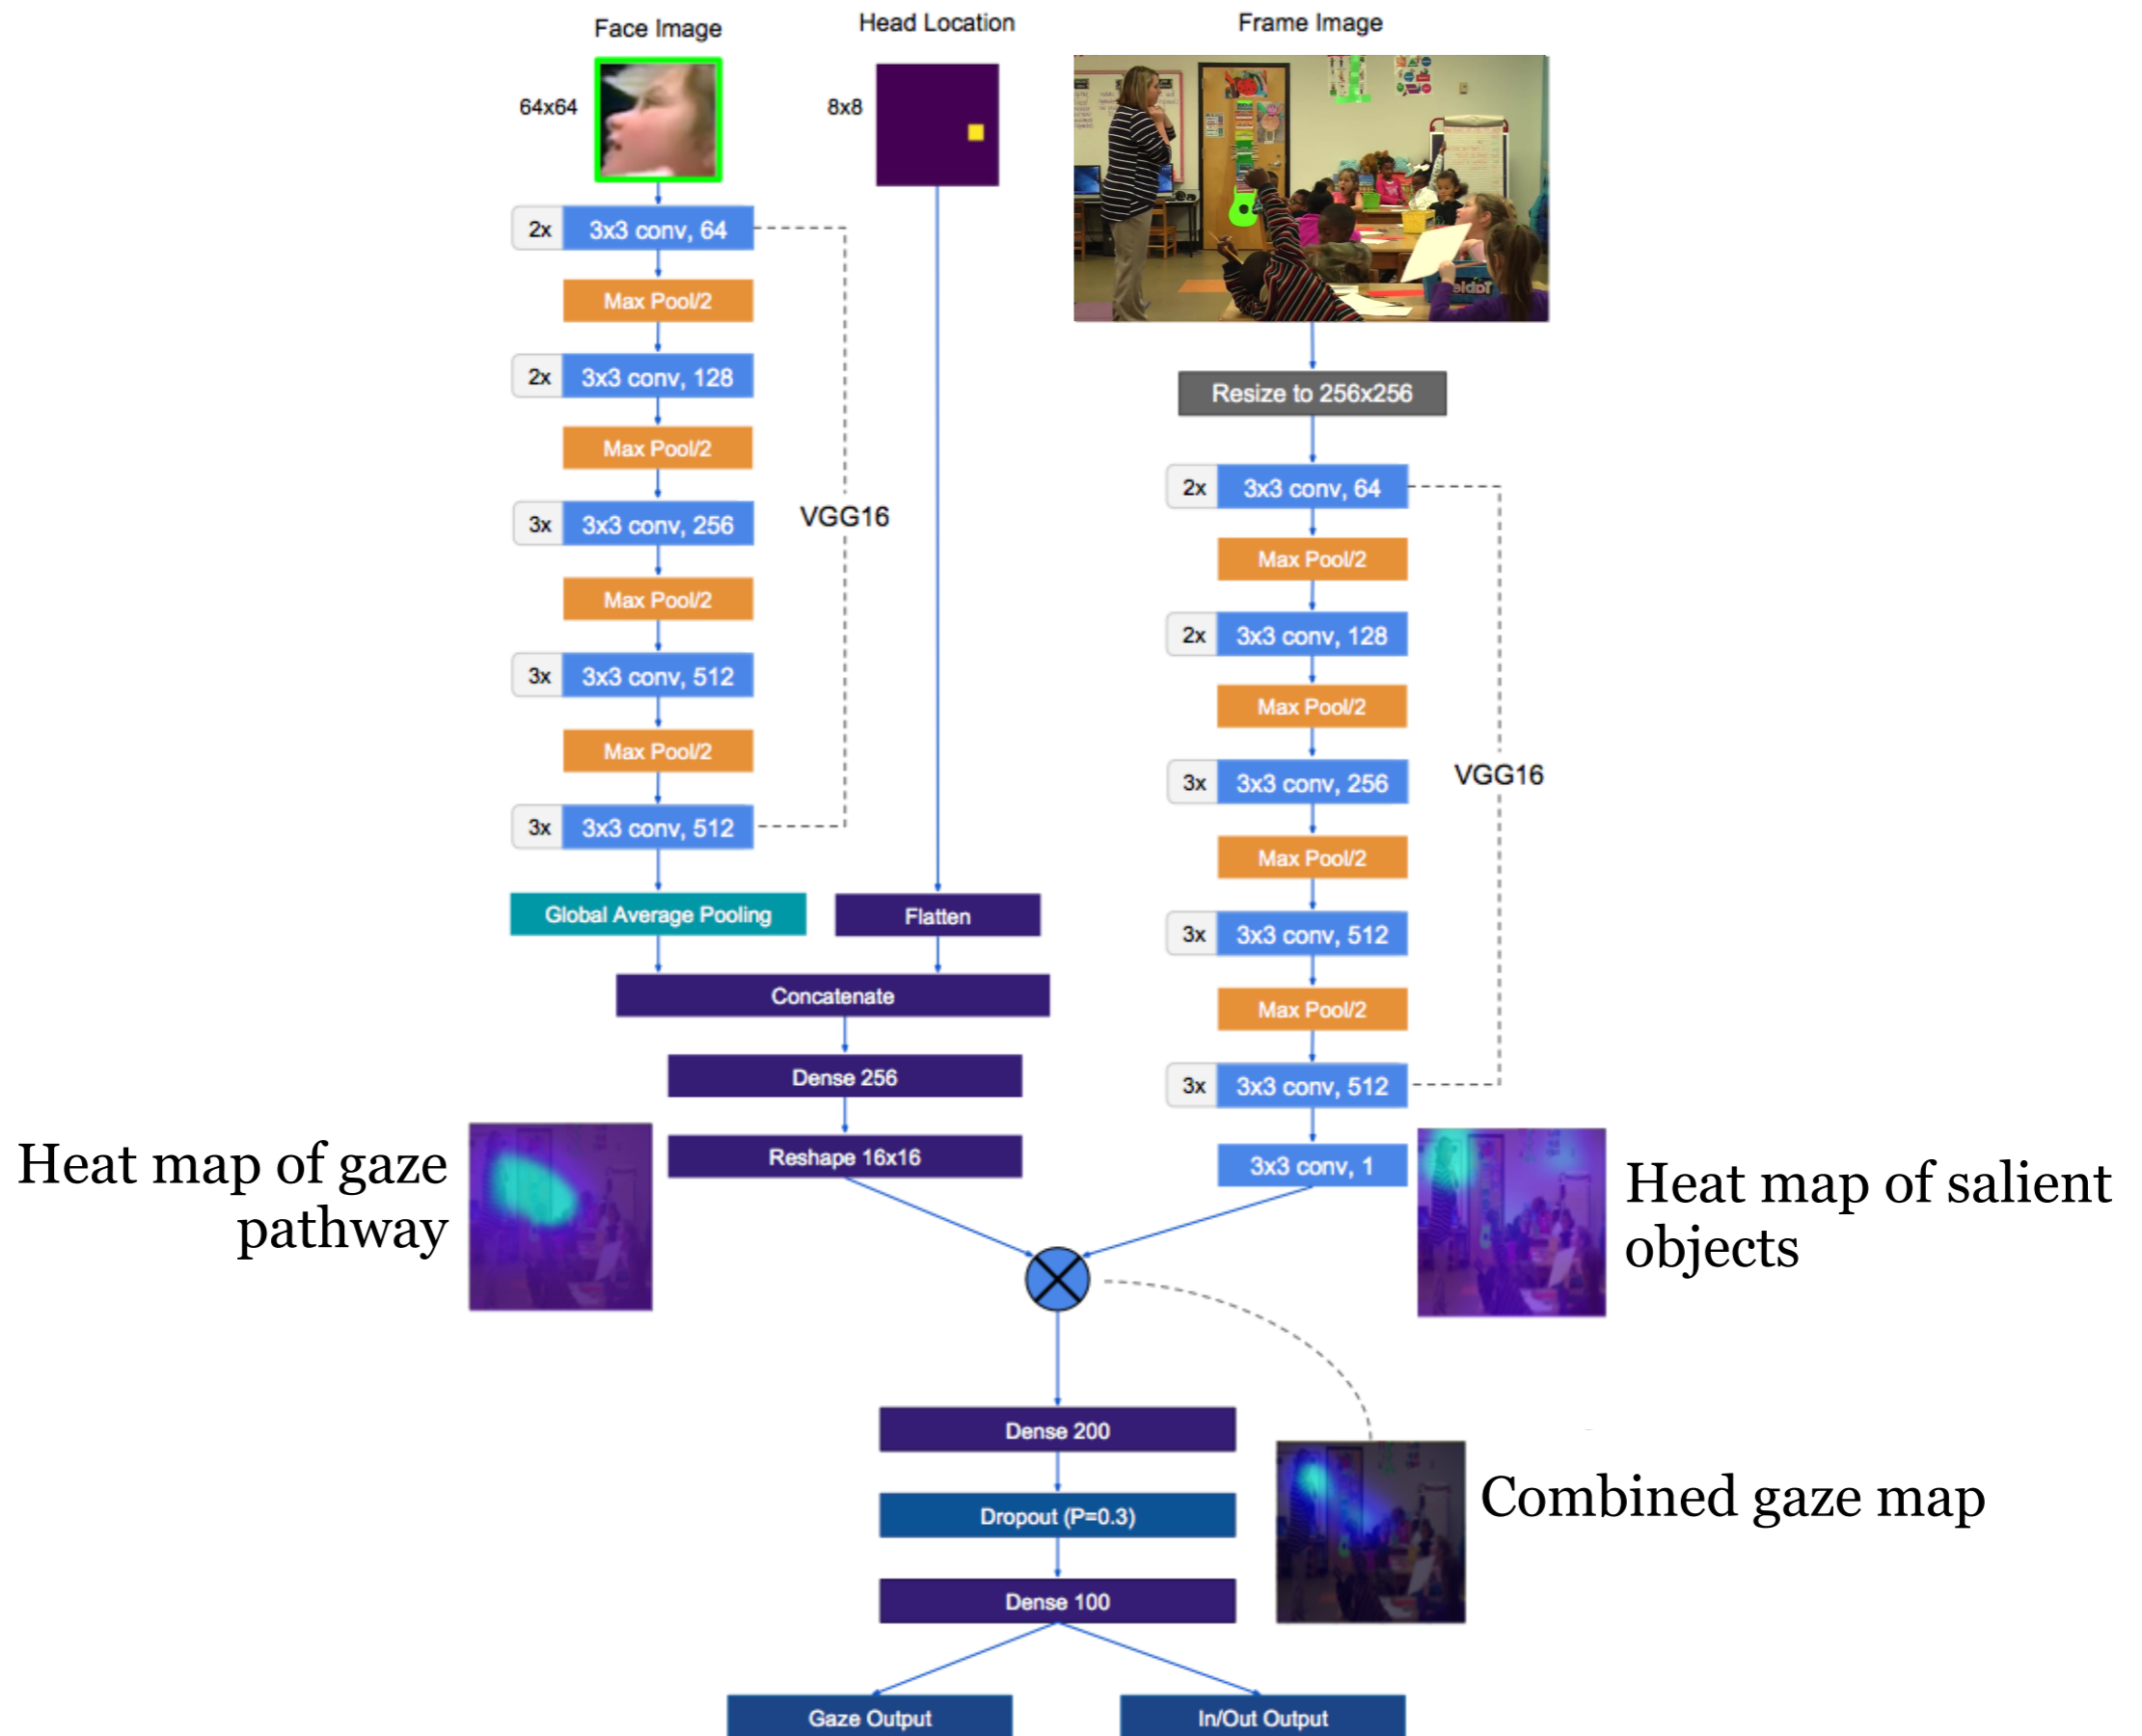 Face Image
Head Location
Frame Image
64x64
8x8
2x 3x3 conv, 64
Max Pool/2
2x 3x3 conv, 128
Max Pool/2
3x 3x3 conv, 256
Max Pool/2
3x 3x3 conv, 512
Max Pool/2
3x 3x3 conv, 512
VGG16
Global Average Pooling
Flatten
Concatenate
Dense 256
Reshape 16x16
Resize to 256x256
2x 3x3 conv, 64
Max Pool/2
2x 3x3 conv, 128
Max Pool/2
3x 3x3 conv, 256
Max Pool/2
3x 3x3 conv, 512
Max Pool/2
3x 3x3 conv, 512
VGG16
3x3 conv, 1
Heat map of gaze
pathway
Heat map of salient
objects
Dense 200
Dropout (P=0.3)
Dense 100
Combined gaze map
Gaze Output
In/Out Output